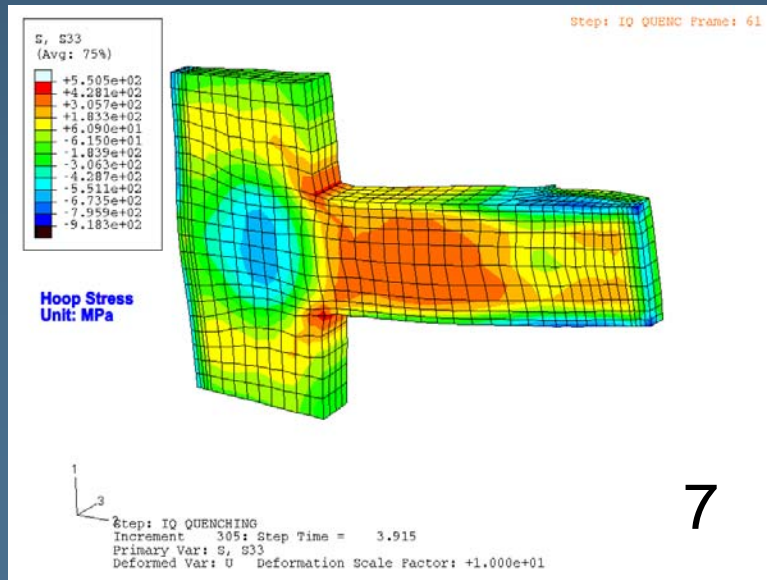 Step: IQ QUENC Frame: 61
S, S33
(Avg: 75%)
+5.505e+02
+4.281e+02
+3.057e+02
+1.833e+02
+6.090e+01
-6.150e+01
-1.839e+02
-3.063e+02
-4.287e+02
-5.511e+02
-6.735e+02
-7.959e+02
-9.183e+02
Hoop Stress
Unit: MPa
1
3
2
7
Step: IQ QUENCHING
Increment 305: Step Time = 3.915
Primary Var: S, S33
Deformed Var: U Deformation Scale Factor: +1.000e+01